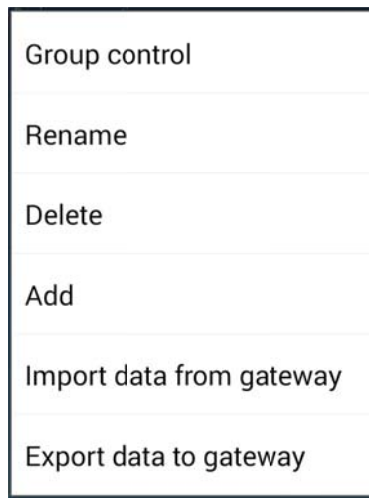 Group control
Rename
Delete
Add
Import data from gateway
Export data to gateway